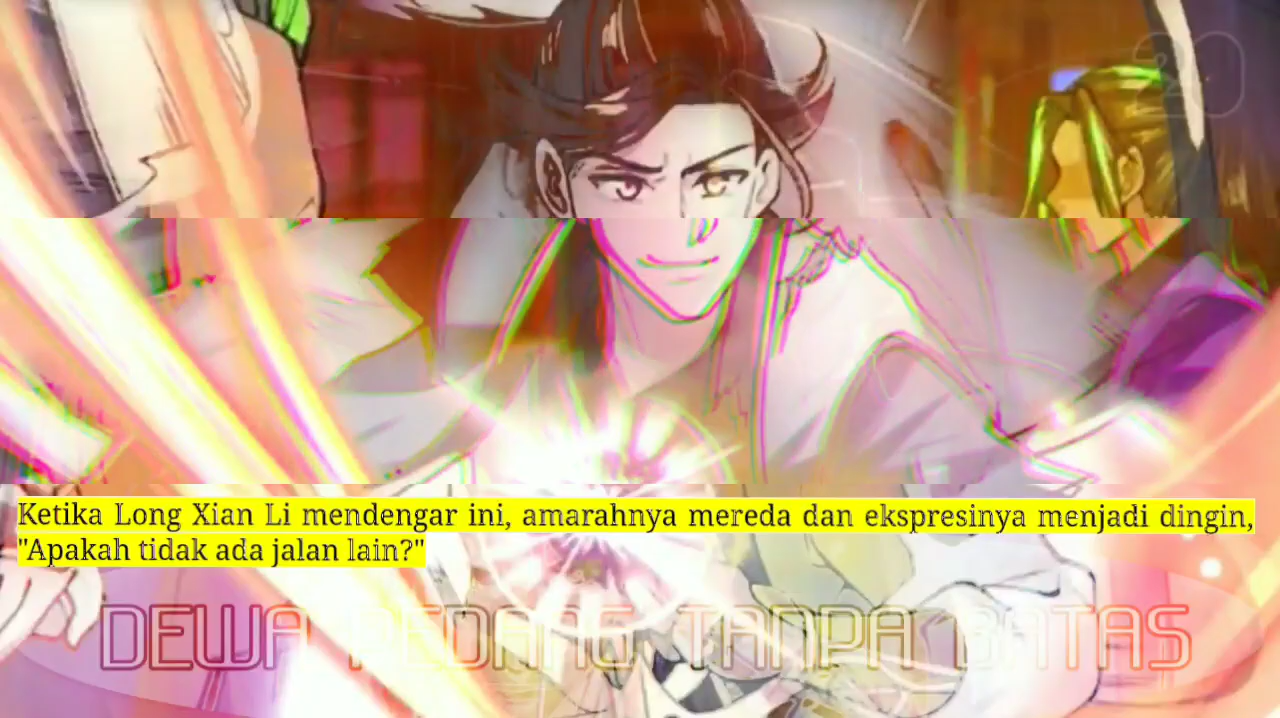 20
Ketika Long Xian Li mendengar ini, amarahnya mereda dan ekspresinya menjadi dingin,
"Apakah tidak ada jalan lain?"
DEWA PEDANG TANPA BATAS